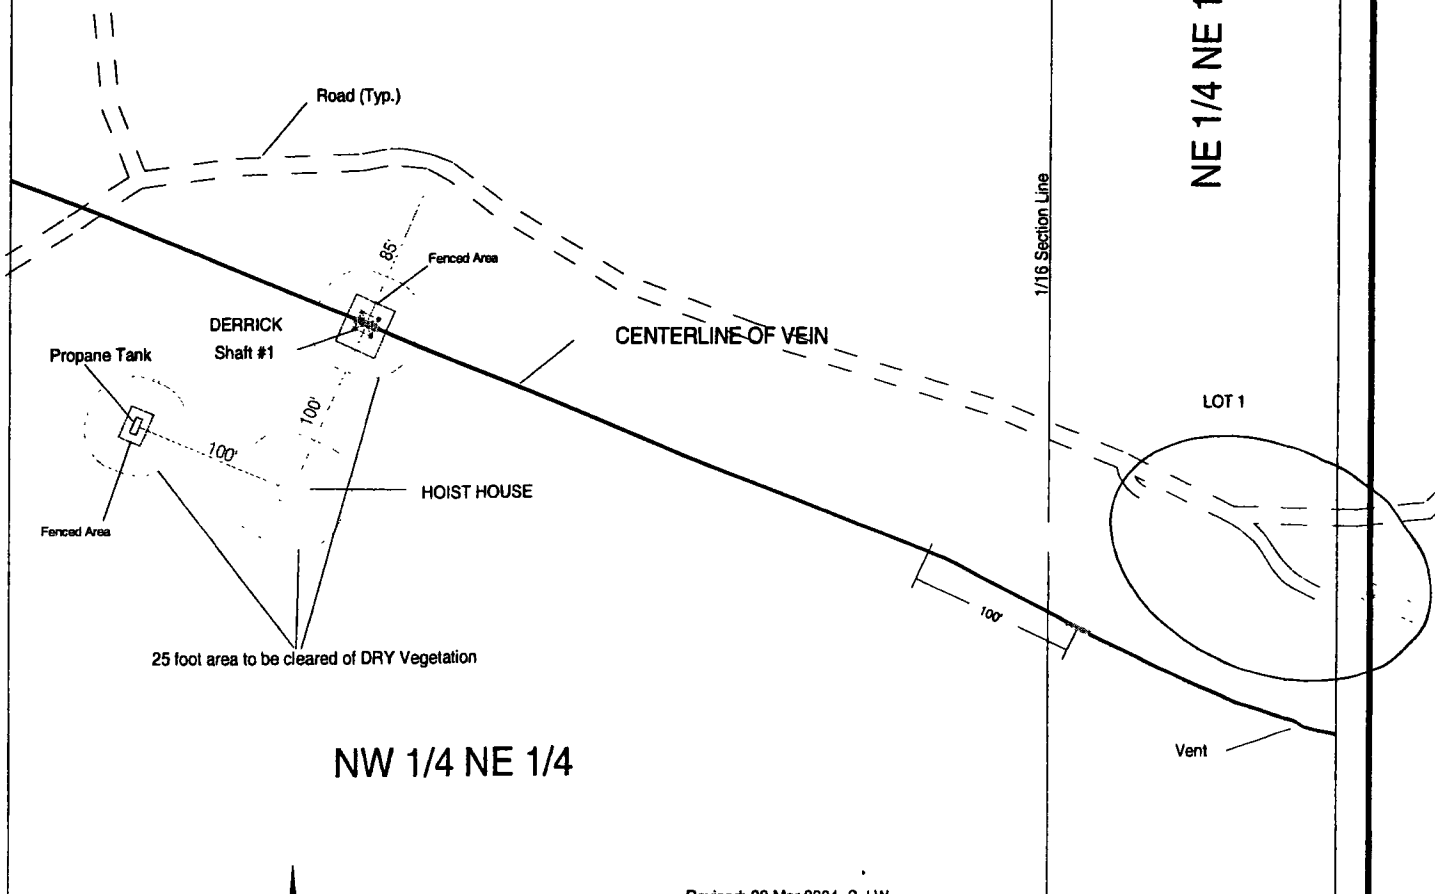 NE 1/4 NE 1
Road (Typ.)
1/16 Section Line
85'
Fenced Area
DERRICK
Shaft #1
CENTERLINE OF VEIN
Propane Tank
LOT 1
100'
100'
HOIST HOUSE
Fenced Area
100'
25 foot area to be cleared of DRY Vegetation
Vent
NW 1/4 NE 1/4